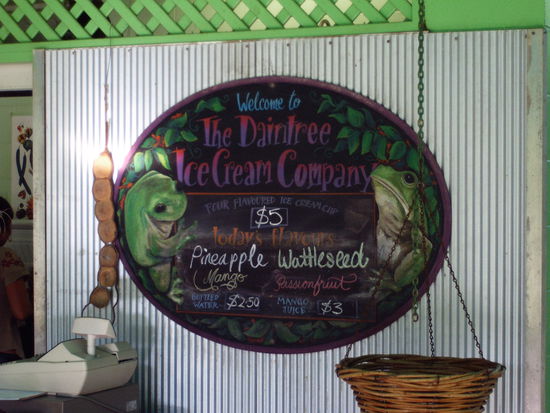 Welcome to
The Daintree
Ice Cream Company
FOUR FLAVOURED ICE CREAM CUP
$5
Today's Flavours
Pineapple Wattleseed
Mango Passionfruit
BOTTLED WATER $2.50 MANGO JUICE $3